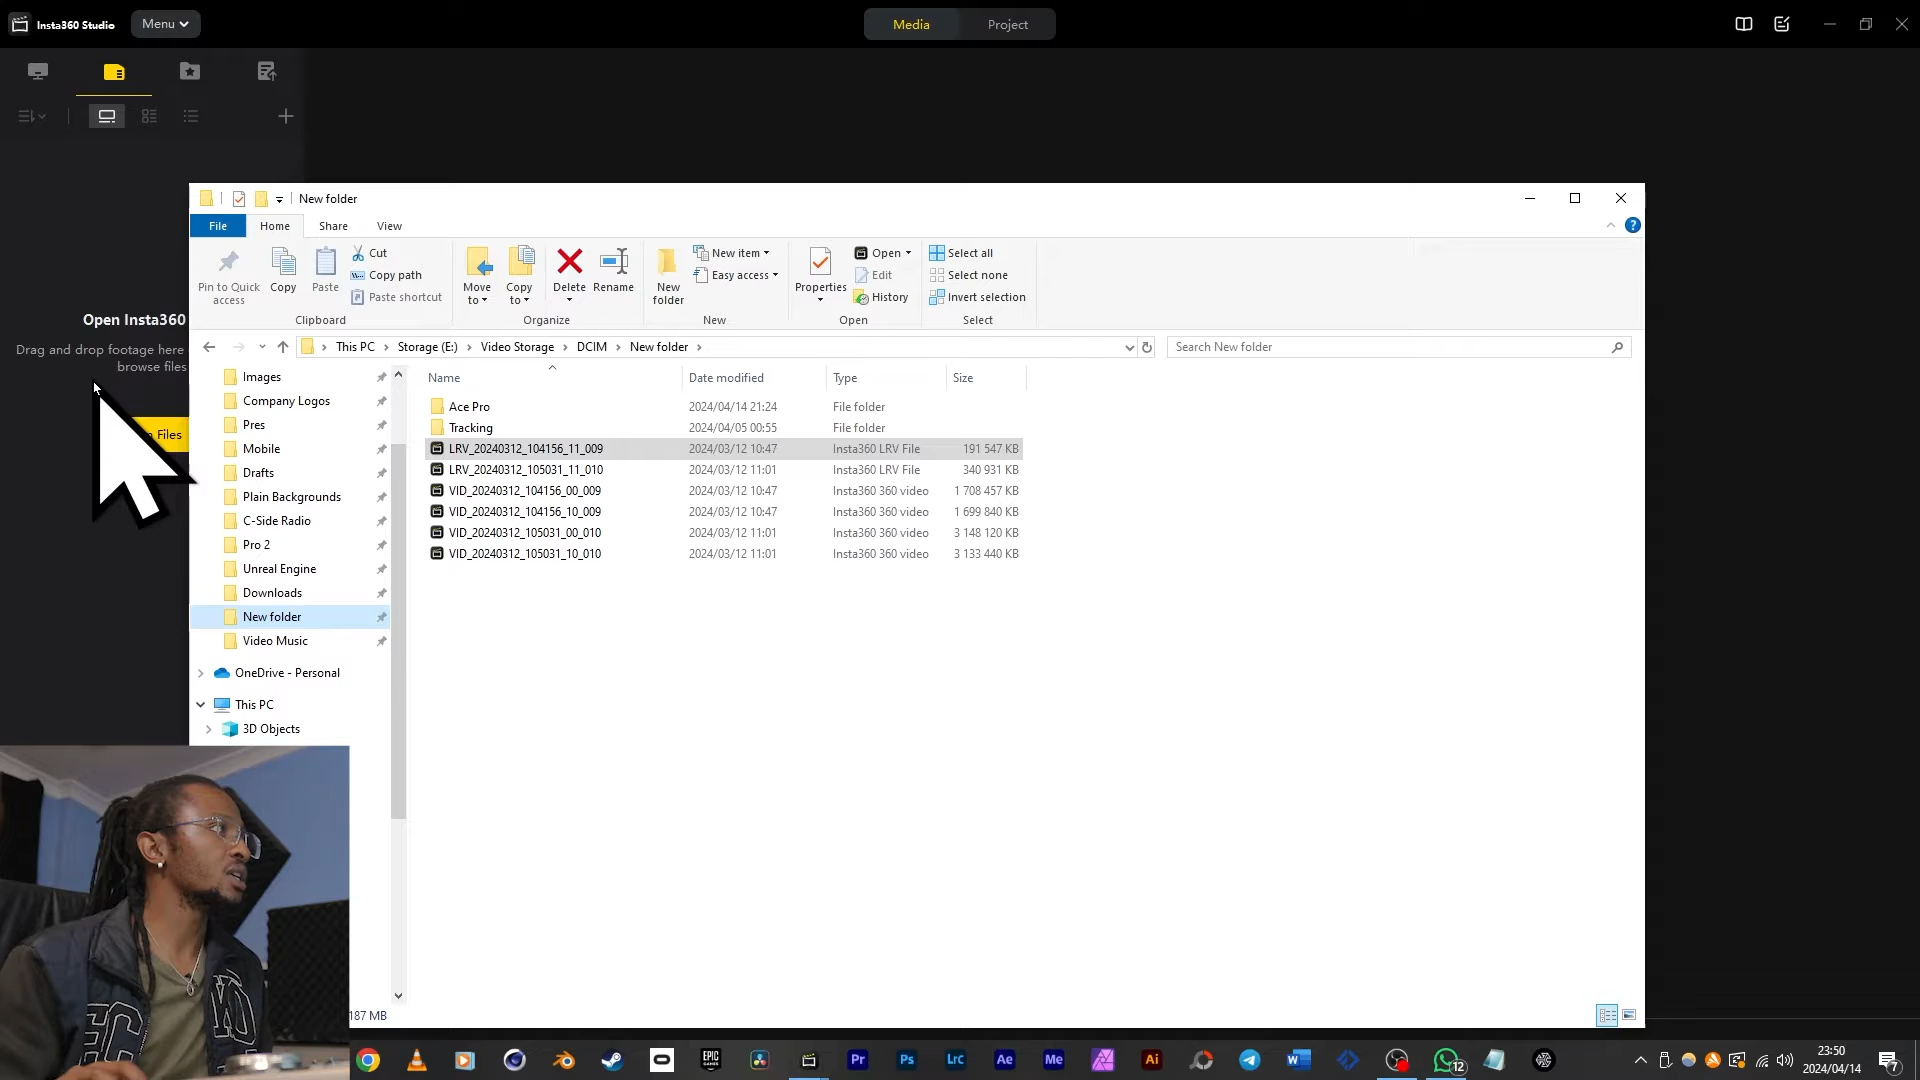 Insta360 Studio
Menu
Media
Project
Open Insta360
Drag and drop footage here
browse files
Files
New folder
File
Home
Share
View
Pin to Quick
access
Copy
Paste
Cut
Copy path
Paste shortcut
Clipboard
Move
to
Copy
to
Delete
Rename
Organize
New
folder
New item
Easy access
New
Properties
Open
Edit
History
Open
Select all
Select none
Invert selection
Select
This PC
Storage (E:)
Video Storage
DCIM
New folder
Search New folder
Images
Company Logos
Pres
Mobile
Drafts
Plain Backgrounds
C-Side Radio
Pro 2
Unreal Engine
Downloads
New folder
Video Music
OneDrive - Personal
This PC
3D Objects
Name Date modified Type Size
Ace Pro 2024/04/14 21:24 File folder
Tracking 2024/04/05 00:55 File folder
LRV_20240312_104156_11_009 2024/03/12 10:47 Insta360 LRV File 191 547 KB
LRV_20240312_105031_11_010 2024/03/12 11:01 Insta360 LRV File 340 931 KB
VID_20240312_104156_00_009 2024/03/12 10:47 Insta360 360 video 1 708 457 KB
VID_20240312_104156_10_009 2024/03/12 10:47 Insta360 360 video 1 699 840 KB
VID_20240312_105031_00_010 2024/03/12 11:01 Insta360 360 video 3 148 120 KB
VID_20240312_105031_10_010 2024/03/12 11:01 Insta360 360 video 3 133 440 KB
187 MB
EPIC
GAMES
Pr
Ps
Lrc
Ae
Me
Ai
W
12
23:50
2024/04/14
7